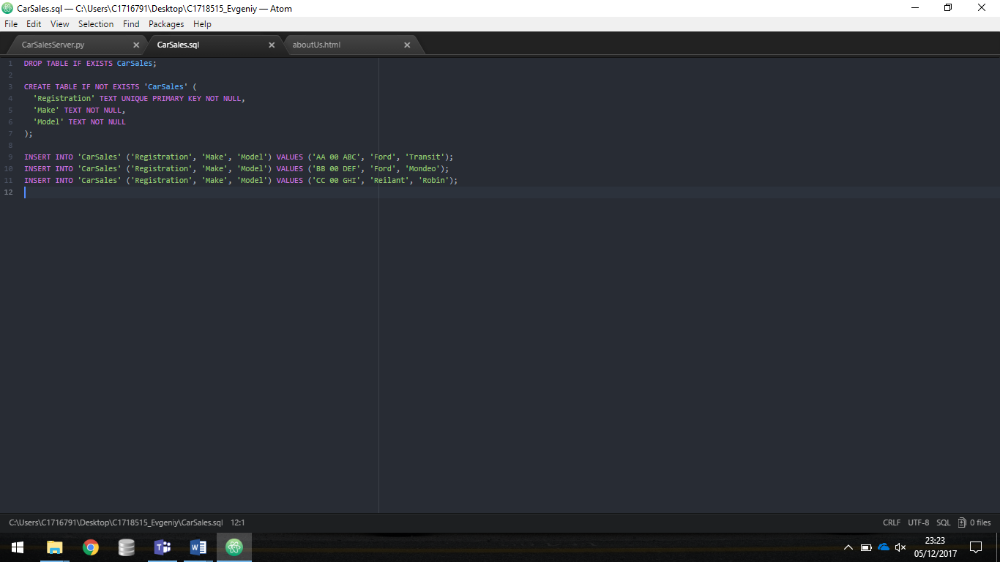 CarSales.sql — C:\Users\C1716791\Desktop\C1718515_Evgeniy — Atom
File Edit View Selection Find Packages Help
CarSalesServer.py CarSales.sql aboutUs.html
1 DROP TABLE IF EXISTS CarSales;
2
3 CREATE TABLE IF NOT EXISTS 'CarSales' (
4 'Registration' TEXT UNIQUE PRIMARY KEY NOT NULL,
5 'Make' TEXT NOT NULL,
6 'Model' TEXT NOT NULL
7 );
8
9 INSERT INTO 'CarSales' ('Registration', 'Make', 'Model') VALUES ('AA 00 ABC', 'Ford', 'Transit');
10 INSERT INTO 'CarSales' ('Registration', 'Make', 'Model') VALUES ('BB 00 DEF', 'Ford', 'Mondeo');
11 INSERT INTO 'CarSales' ('Registration', 'Make', 'Model') VALUES ('CC 00 GHI', 'Reilant', 'Robin');
12
C:\Users\C1716791\Desktop\C1718515_Evgeniy\CarSales.sql 12:1 CRLF UTF-8 SQL 0 files
23:23
05/12/2017